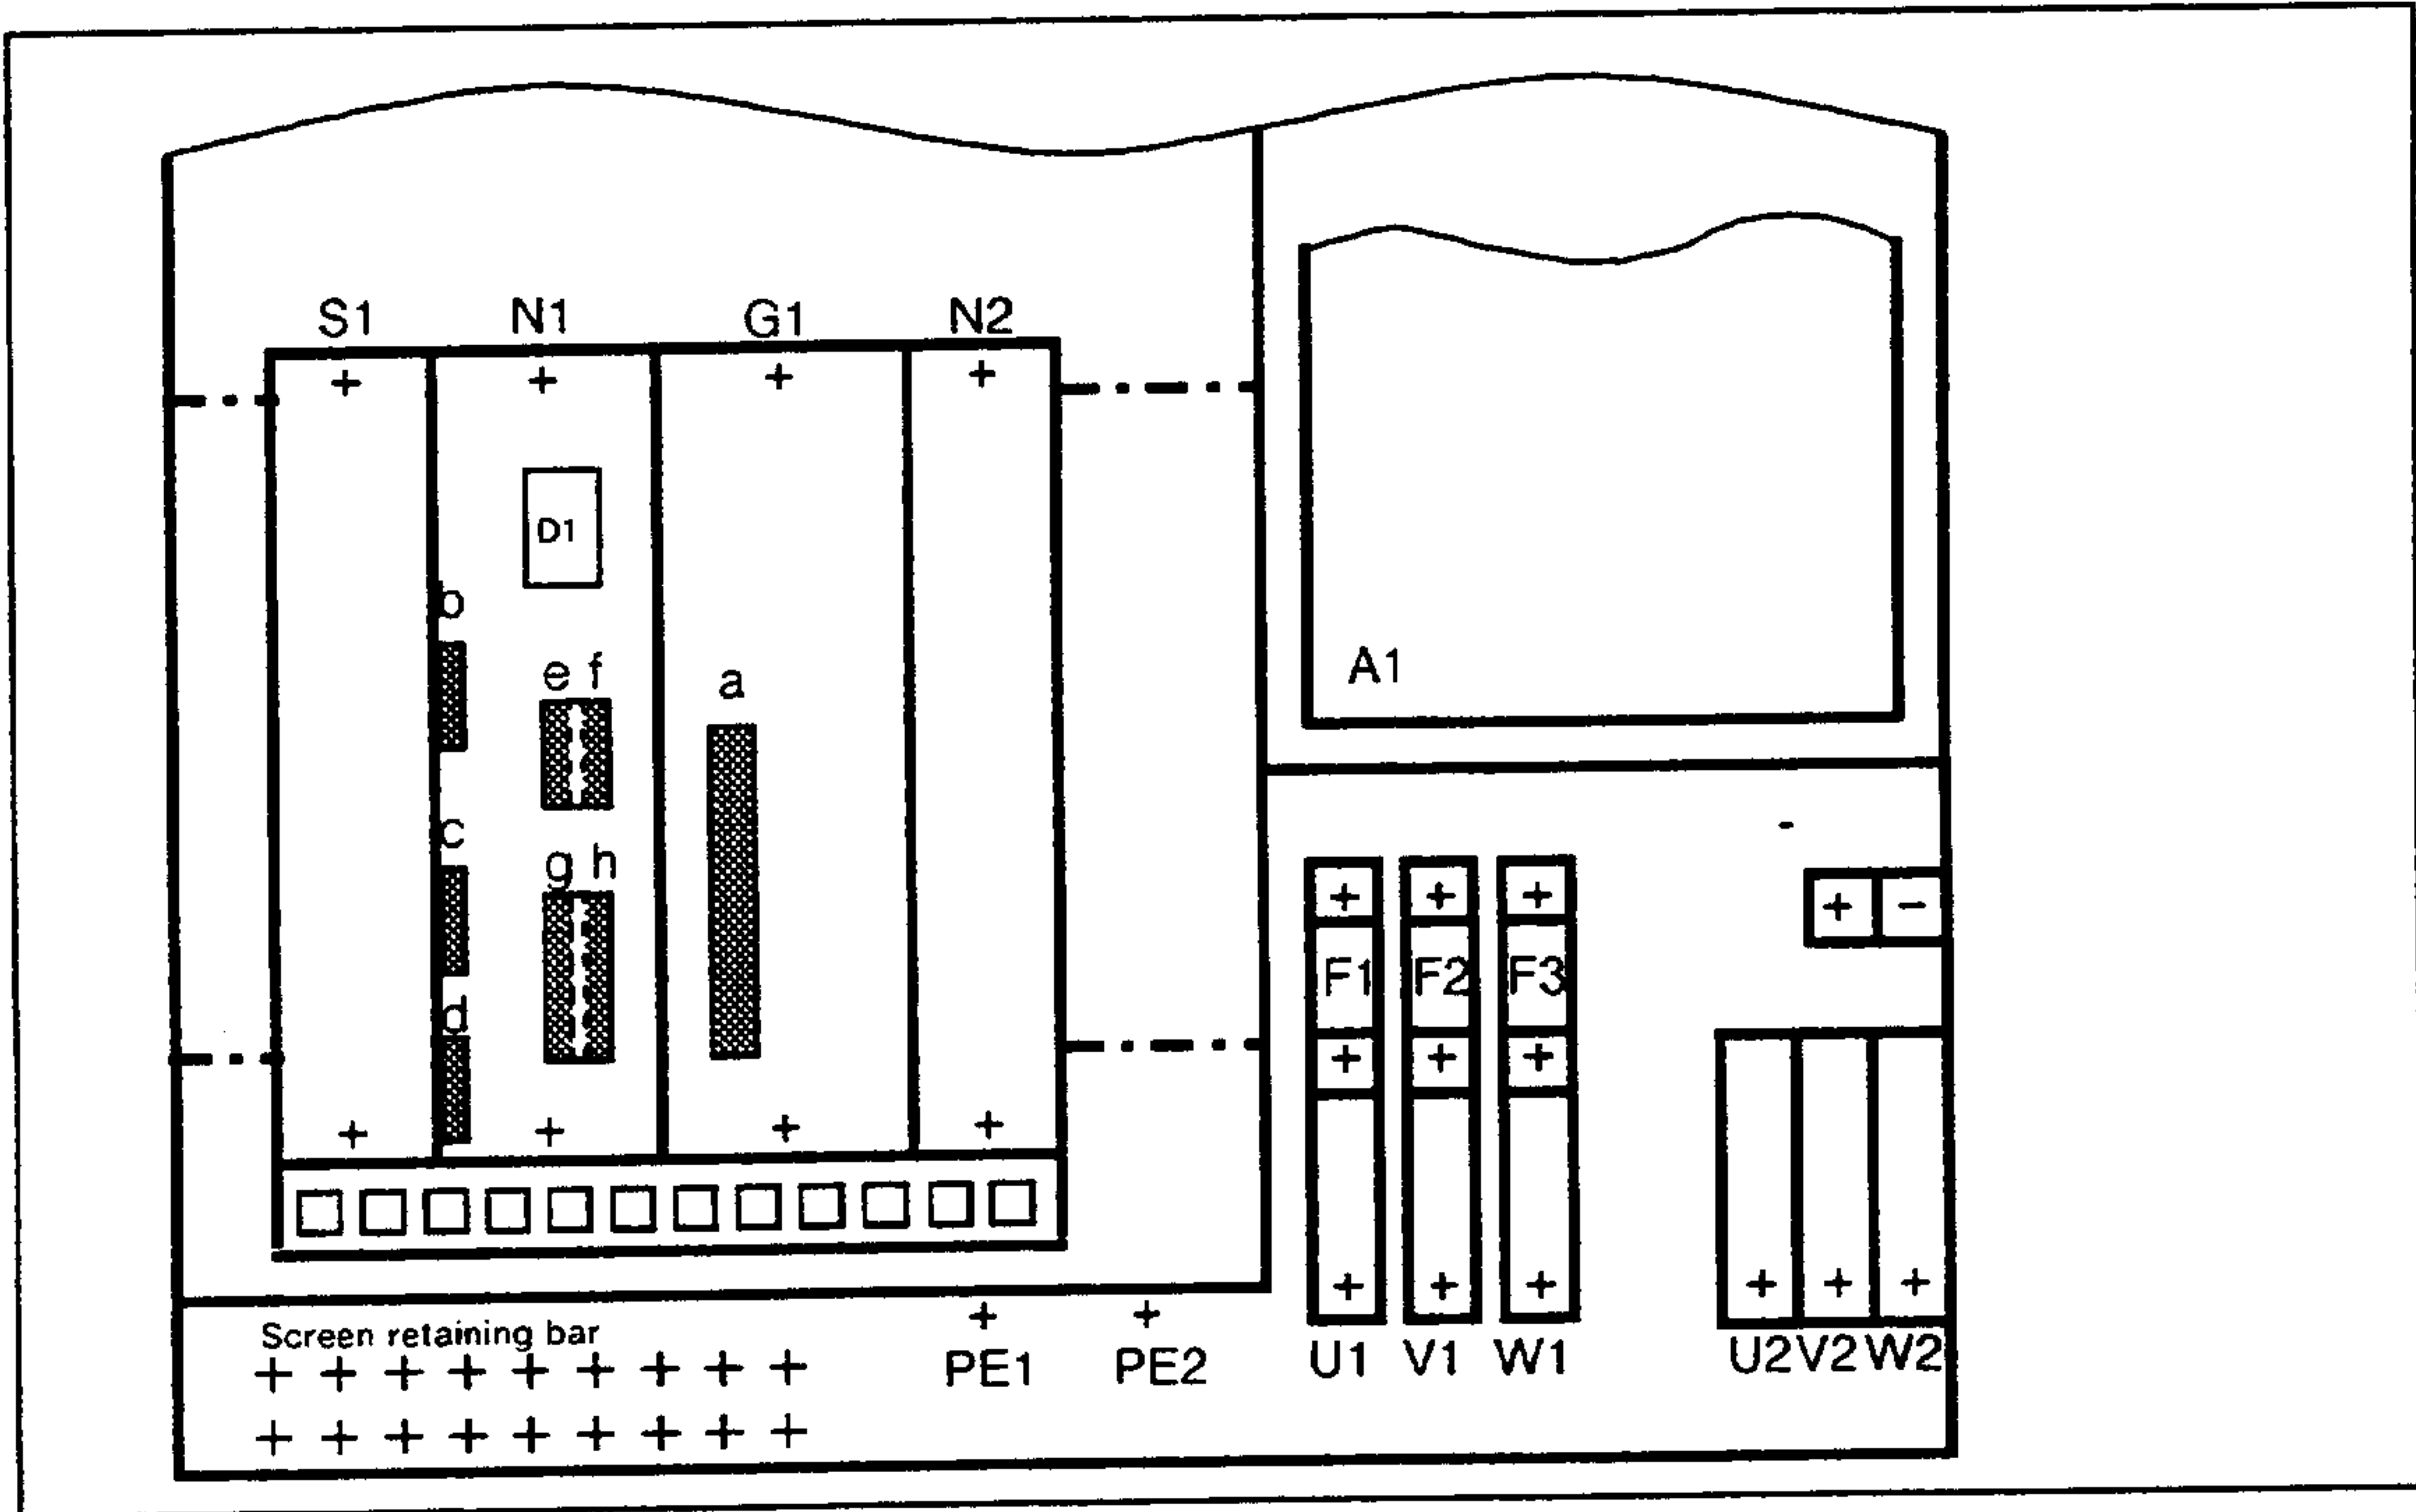 S1 N1 G1 N2
D1
b
e f
a
A1
c
g h
F1 F2 F3
+ -
d
Screen retaining bar
PE1 PE2 U1 V1 W1 U2 V2 W2